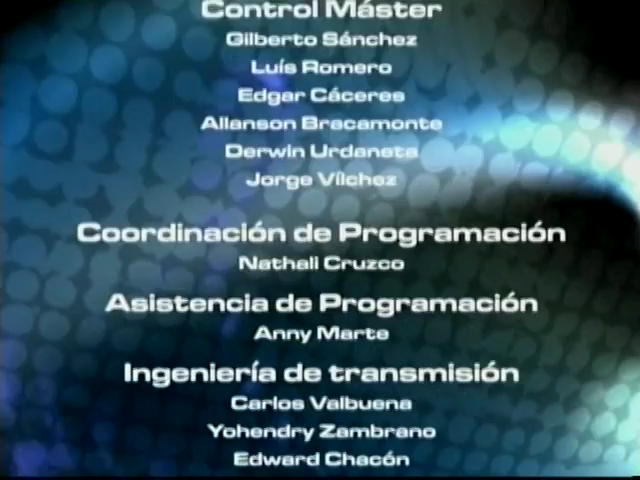 Control Máster
Gilberto Sánchez
Luís Romero
Edgar Cáceres
Allanson Bracamonte
Derwin Urdaneta
Jorge Vílchez
Coordinación de Programación
Nathali Cruzco
Asistencia de Programación
Anny Marte
Ingeniería de transmisión
Carlos Valbuena
Yohendry Zambrano
Edward Chacón